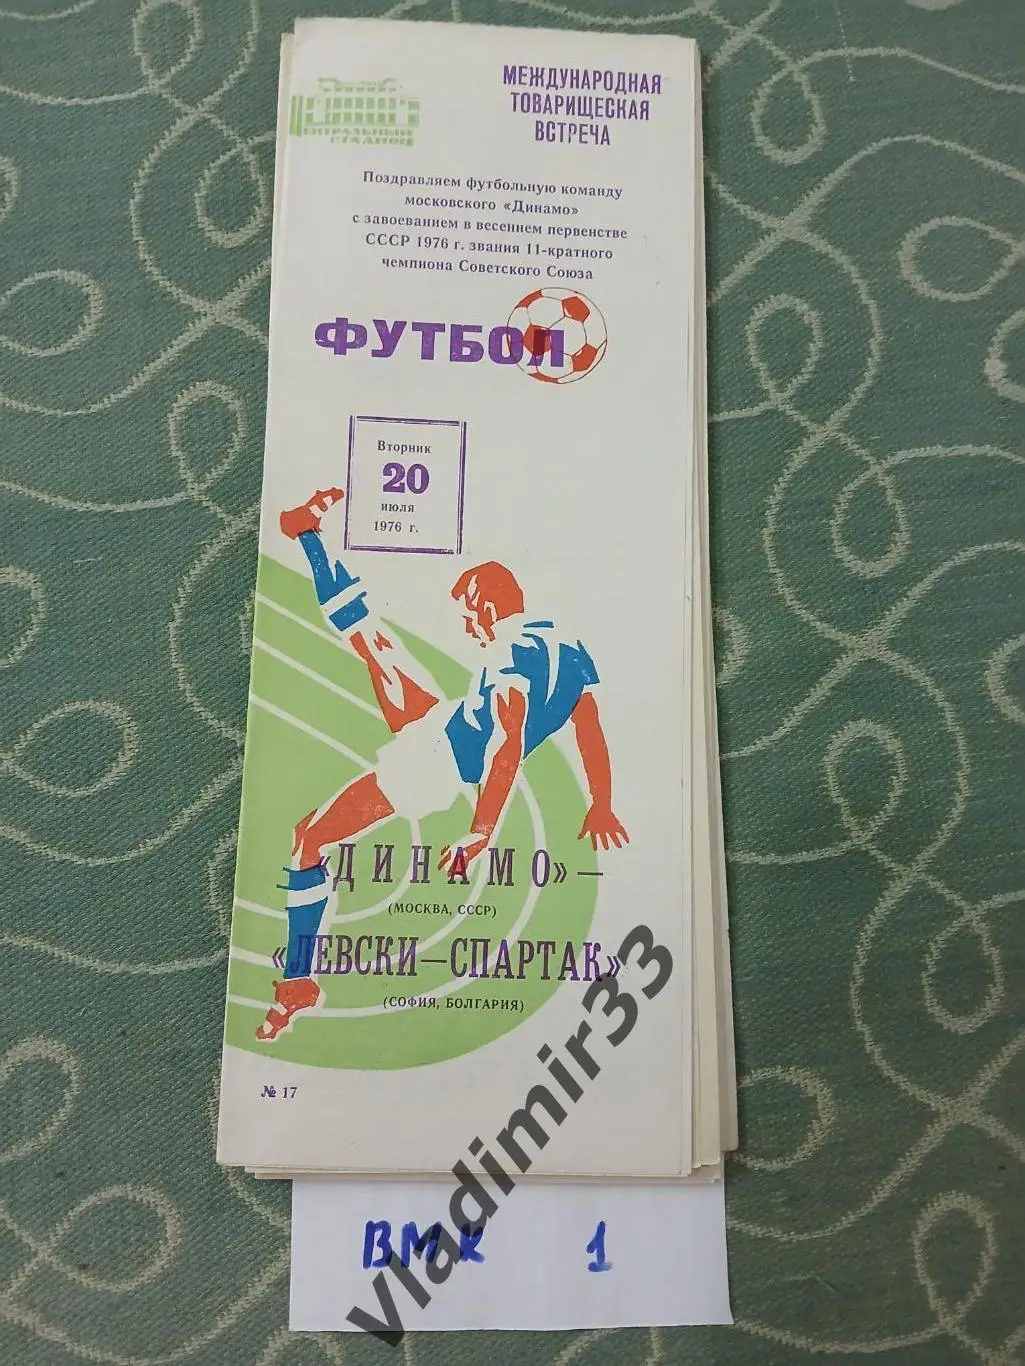 МЕЖДУНАРОДНАЯ
ТОВАРИЩЕСКАЯ
ВСТРЕЧА
ЕНТРАЛЬНЫЙ
СТАДИОН
Поздравляем футбольную команду
московского «Динамо»
с завоеванием в весеннем первенстве
СССР 1976 г. звания 11-кратного
чемпиона Советского Союза
ФУТБОЛ
Вторник
20
июля
1976 г.
«ДИНАМО» —
(МОСКВА, СССР)
«ЛЕВСКИ—СПАРТАК»
(СОФИЯ, БОЛГАРИЯ)
№ 17
ВМК 1
Vladimir33